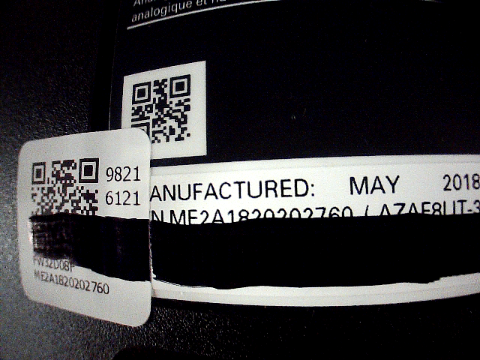 analogique et
9821
6121
ANUFACTURED: MAY 2018
ME2A1820202760 / AZAF8UT-3
ME2A1820202760